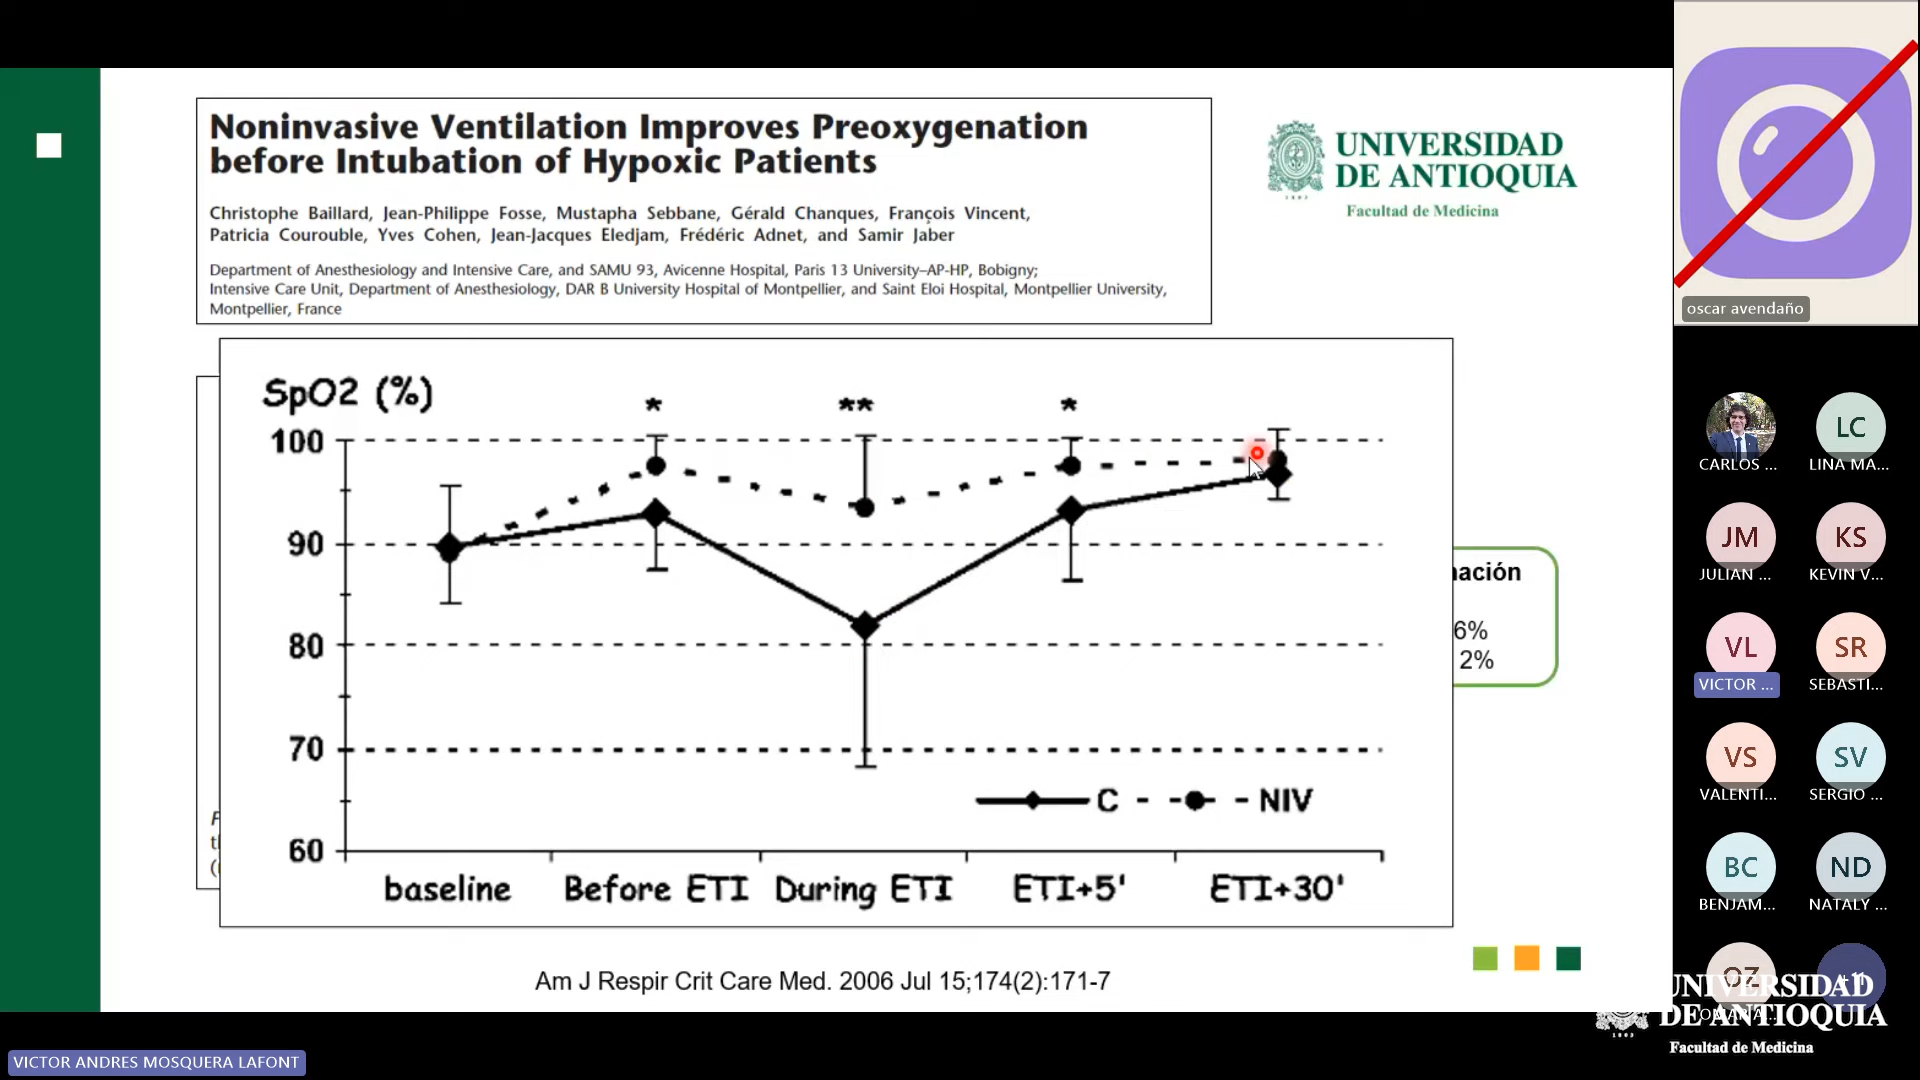 Noninvasive Ventilation Improves Preoxygenation
before Intubation of Hypoxic Patients
Christophe Baillard, Jean-Philippe Fosse, Mustapha Sebbane, Gérald Chanques, François Vincent,
Patricia Courouble, Yves Cohen, Jean-Jacques Eledjam, Frédéric Adnet, and Samir Jaber
Department of Anesthesiology and Intensive Care, and SAMU 93, Avicenne Hospital, Paris 13 University–AP-HP, Bobigny;
Intensive Care Unit, Department of Anesthesiology, DAR B University Hospital of Montpellier, and Saint Eloi Hospital, Montpellier University,
Montpellier, France
UNIVERSIDAD
DE ANTIOQUIA
1803
Facultad de Medicina
SpO2 (%)
* ** *
100
90
80
70
60
C NIV
baseline Before ETI During ETI ETI+5' ETI+30'
nación
6%
2%
Am J Respir Crit Care Med. 2006 Jul 15;174(2):171-7
oscar avendaño
CARLOS ...
LC
LINA MA...
JM
JULIAN ...
KS
KEVIN V...
VL
VICTOR ...
SR
SEBASTI...
VS
VALENTI...
SV
SERGIO ...
BC
BENJAM...
ND
NATALY ...
OZ
UNIVERSIDAD
DE ANTIOQUIA
1803
Facultad de Medicina
VICTOR ANDRES MOSQUERA LAFONT